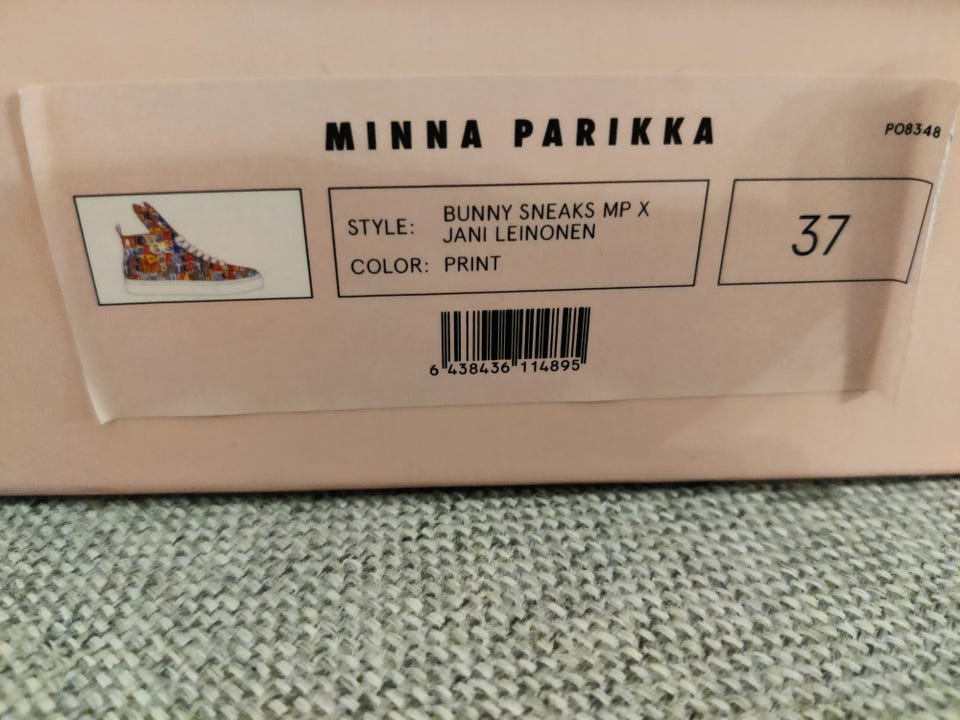 MINNA PARIKKA
PO8348
STYLE: BUNNY SNEAKS MP X
JANI LEINONEN
COLOR: PRINT
37
6 438436 114895